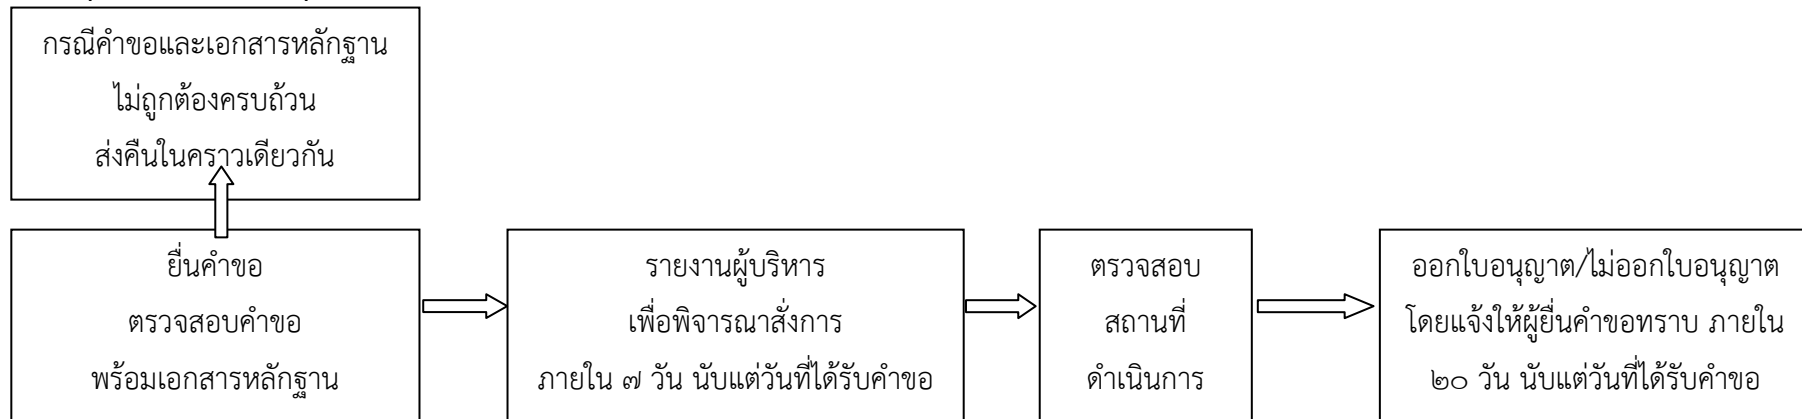 กรณีคำขอและเอกสารหลักฐาน
ไม่ถูกต้องครบถ้วน
ส่งคืนในคราวเดียวกัน
ยื่นคำขอ
ตรวจสอบคำขอ
พร้อมเอกสารหลักฐาน
รายงานผู้บริหาร
เพื่อพิจารณาสั่งการ
ภายใน ๗ วัน นับแต่วันที่ได้รับคำขอ
ตรวจสอบ
สถานที่
ดำเนินการ
ออกใบอนุญาต/ไม่ออกใบอนุญาต
โดยแจ้งให้ผู้ยื่นคำขอทราบ ภายใน
๒๐ วัน นับแต่วันที่ได้รับคำขอ